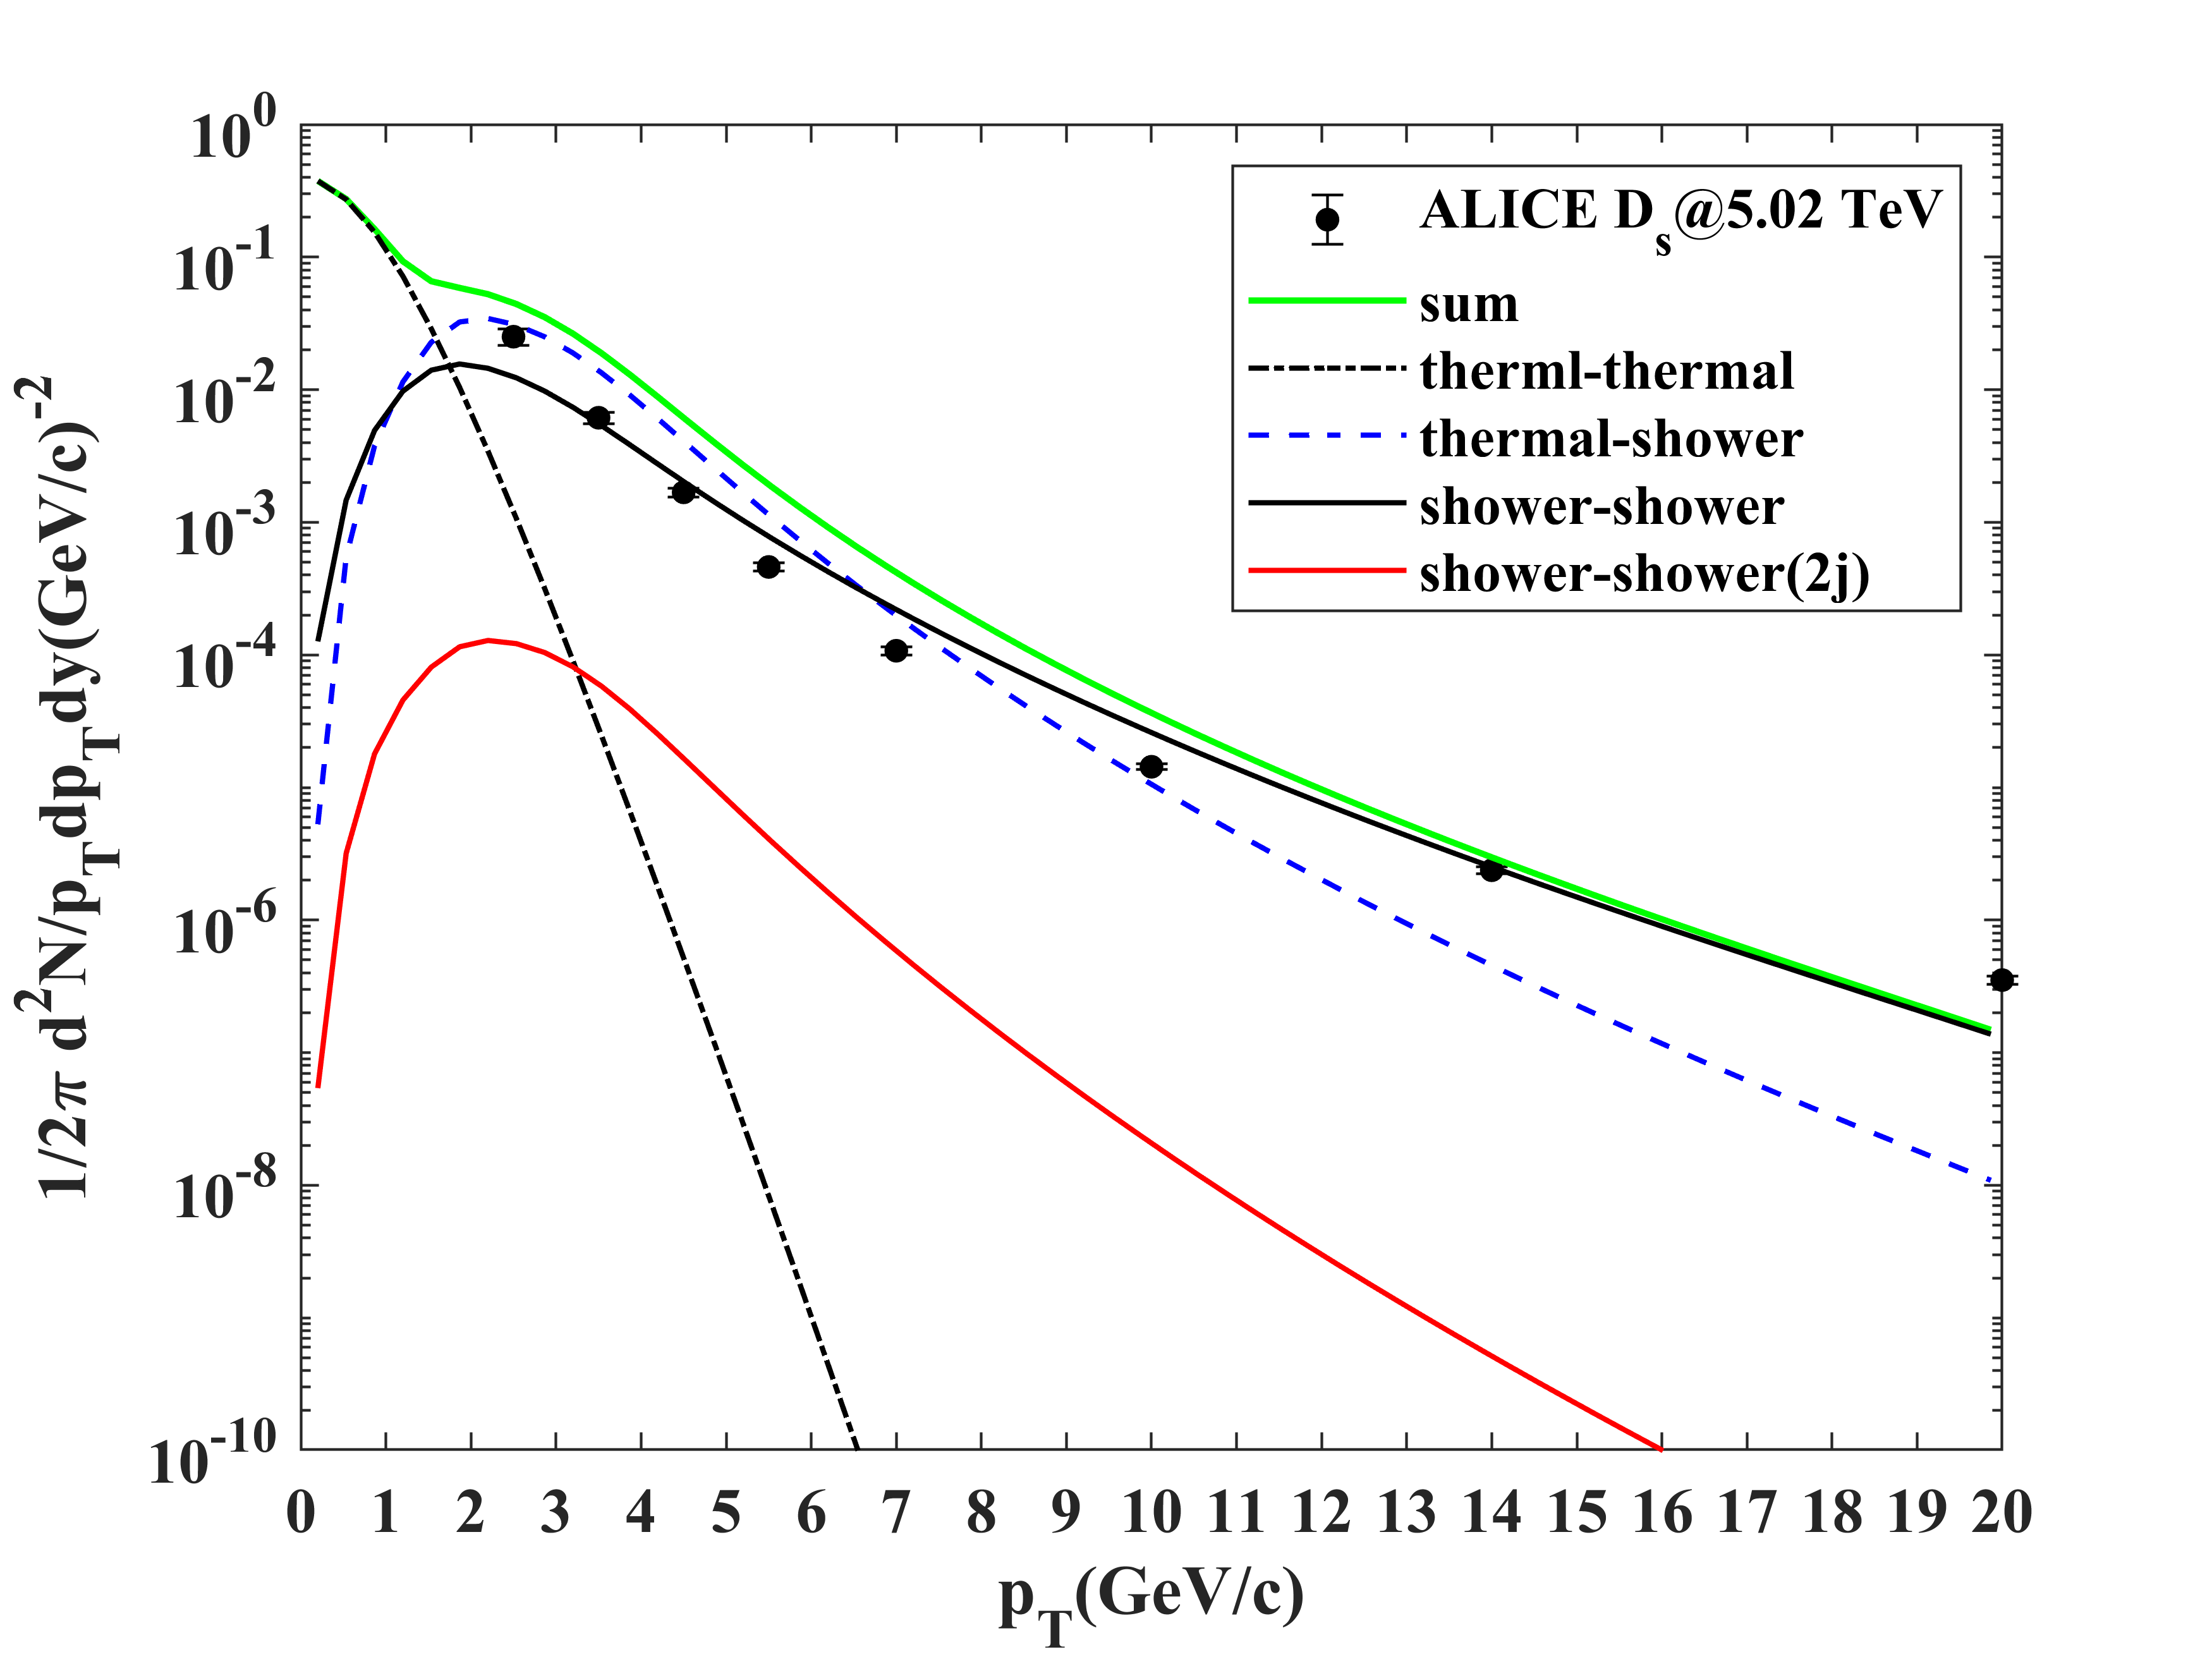 ALICE D_s@5.02 TeV
sum
therml-thermal
thermal-shower
shower-shower
shower-shower(2j)
10^0
10^-1
10^-2
10^-3
10^-4
10^-6
10^-8
10^-10
0 1 2 3 4 5 6 7 8 9 10 11 12 13 14 15 16 17 18 19 20
p_T(GeV/c)
1/2π d^2N/p_Tdp_Tdy(GeV/c)^-2